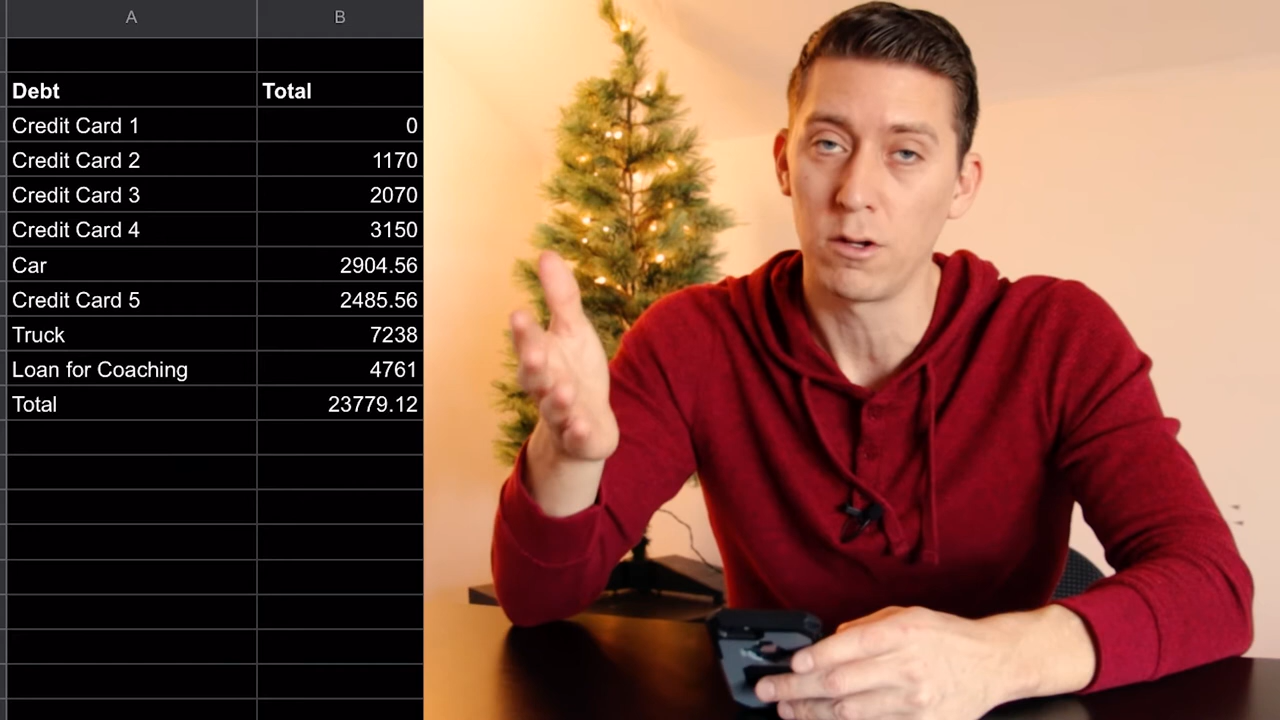 A B
Debt Total
Credit Card 1 0
Credit Card 2 1170
Credit Card 3 2070
Credit Card 4 3150
Car 2904.56
Credit Card 5 2485.56
Truck 7238
Loan for Coaching 4761
Total 23779.12